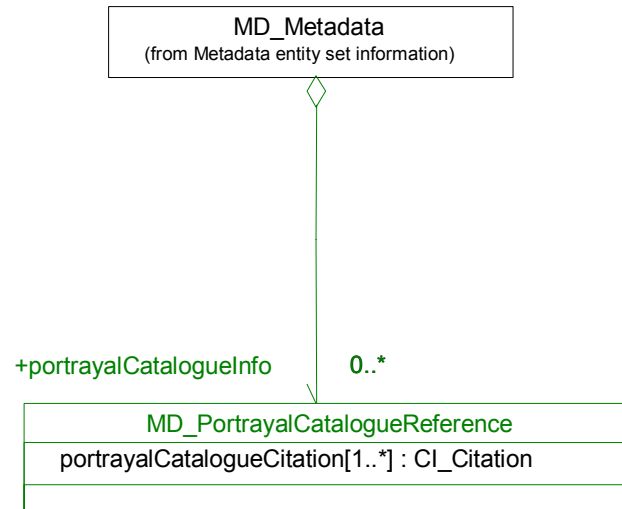 MD_Metadata
(from Metadata entity set information)
+portrayalCatalogueInfo 0..*
MD_PortrayalCatalogueReference
portrayalCatalogueCitation[1..*] : CI_Citation